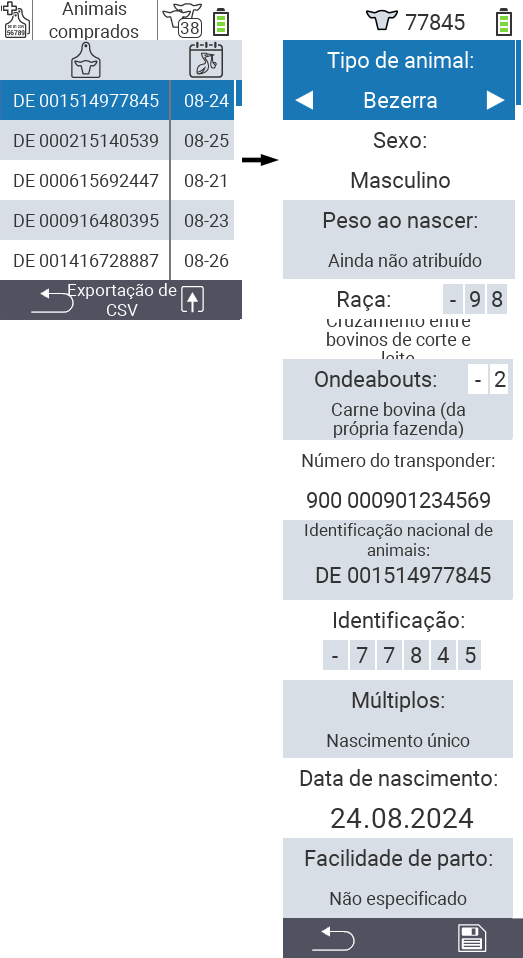 Animais
comprados
38
56789
DE 001514977845 08-24
DE 000215140539 08-25
DE 000615692447 08-21
DE 000916480395 08-23
DE 001416728887 08-26
Exportação de
CSV
77845
Tipo de animal:
Bezerra
Sexo:
Masculino
Peso ao nascer:
Ainda não atribuído
Raça: - 9 8
Cruzamento entre
bovinos de corte e
leite
Ondeabouts: - 2
Carne bovina (da
própria fazenda)
Número do transponder:
900 000901234569
Identificação nacional de
animais:
DE 001514977845
Identificação:
- 7 7 8 4 5
Múltiplos:
Nascimento único
Data de nascimento:
24.08.2024
Facilidade de parto:
Não especificado